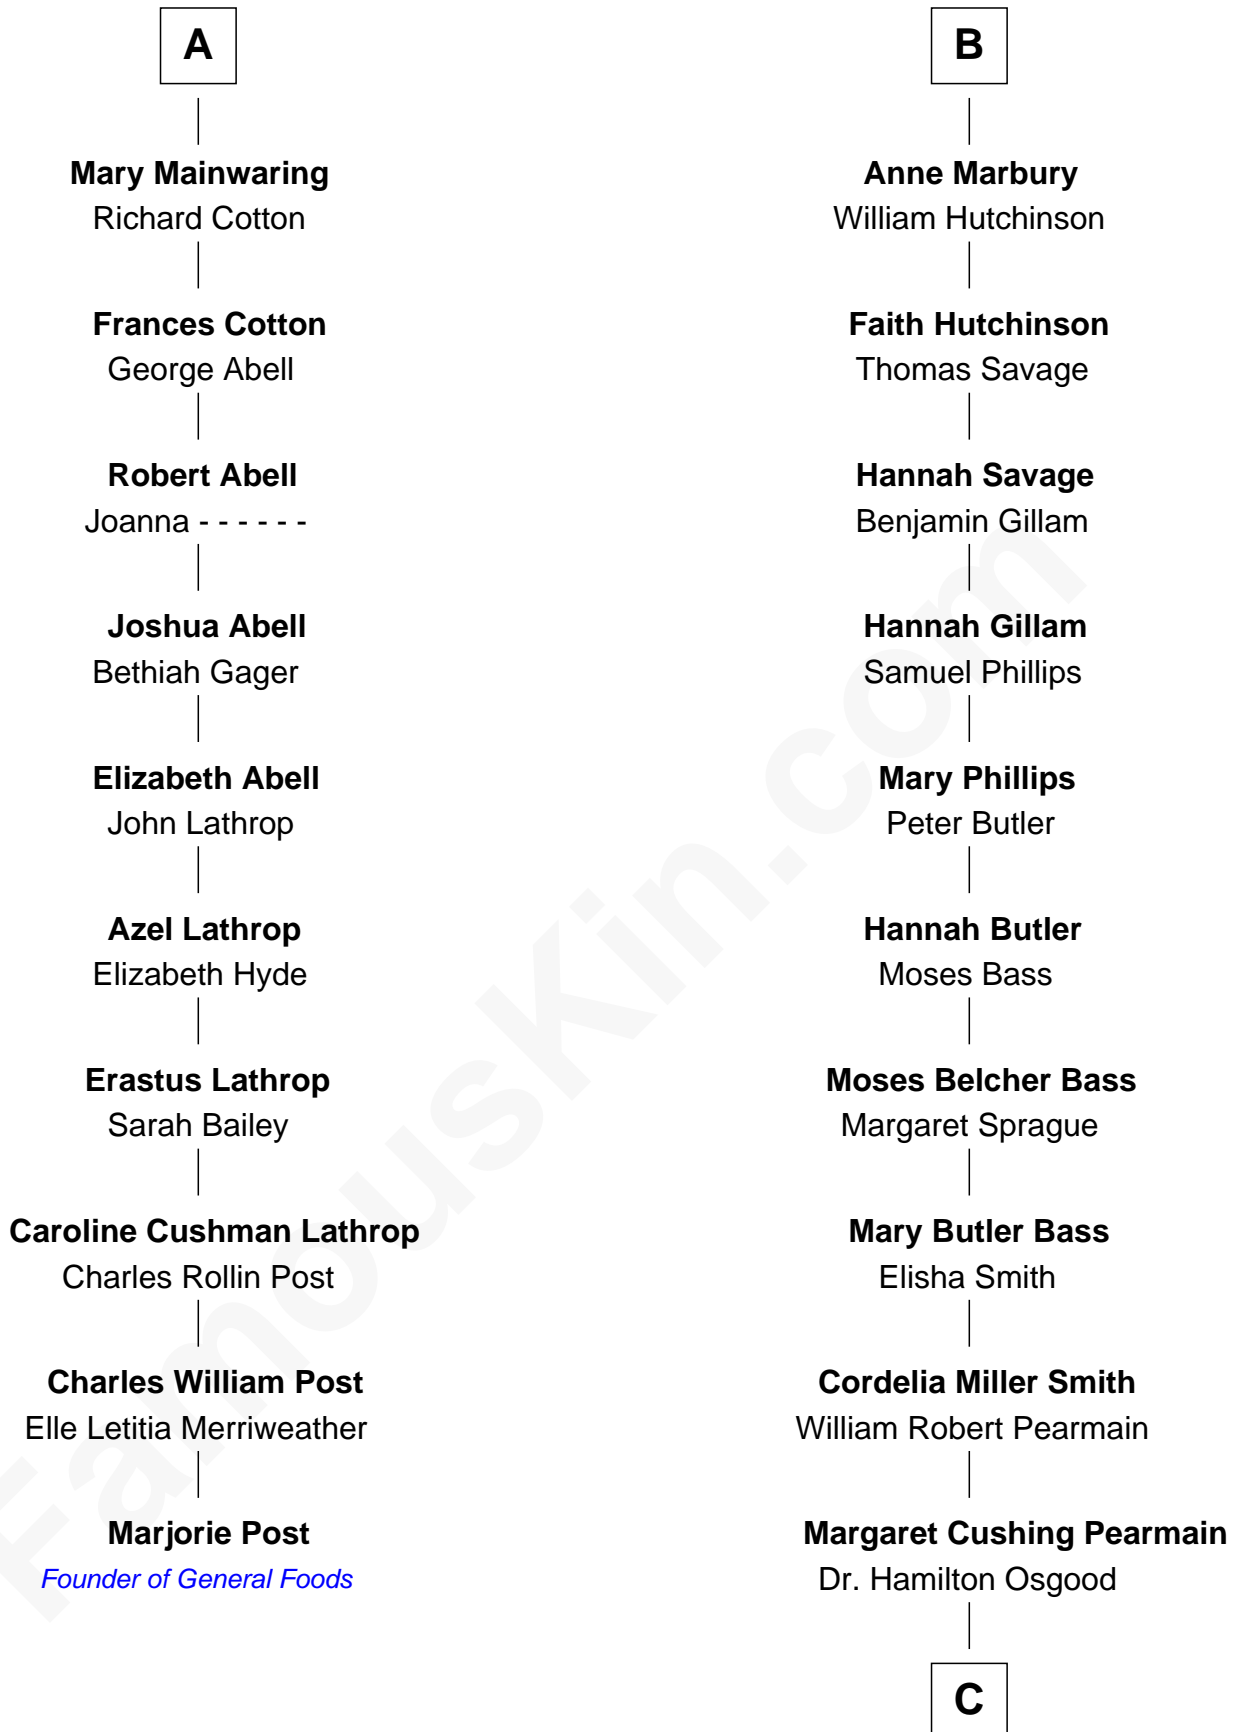 A
Mary Mainwaring
Richard Cotton
Frances Cotton
George Abell
Robert Abell
Joanna - - - - - -
Joshua Abell
Bethiah Gager
Elizabeth Abell
John Lathrop
Azel Lathrop
Elizabeth Hyde
Erastus Lathrop
Sarah Bailey
Caroline Cushman Lathrop
Charles Rollin Post
Charles William Post
Elle Letitia Merriweather
Marjorie Post
Founder of General Foods
B
Anne Marbury
William Hutchinson
Faith Hutchinson
Thomas Savage
Hannah Savage
Benjamin Gillam
Hannah Gillam
Samuel Phillips
Mary Phillips
Peter Butler
Hannah Butler
Moses Bass
Moses Belcher Bass
Margaret Sprague
Mary Butler Bass
Elisha Smith
Cordelia Miller Smith
William Robert Pearmain
Margaret Cushing Pearmain
Dr. Hamilton Osgood
C
FamousKin.com